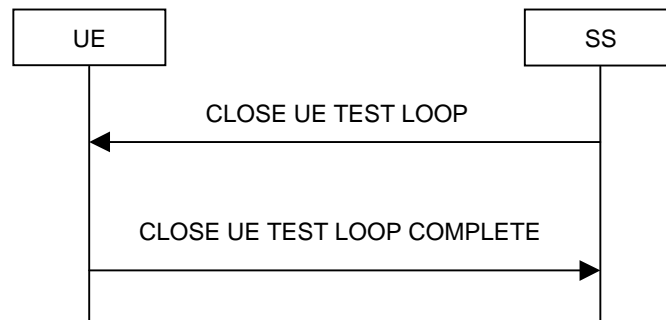 UE
SS
CLOSE UE TEST LOOP
CLOSE UE TEST LOOP COMPLETE